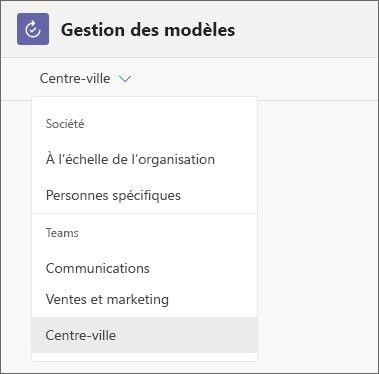 Gestion des modèles
Centre-ville
Société
À l’échelle de l’organisation
Personnes spécifiques
Teams
Communications
Ventes et marketing
Centre-ville